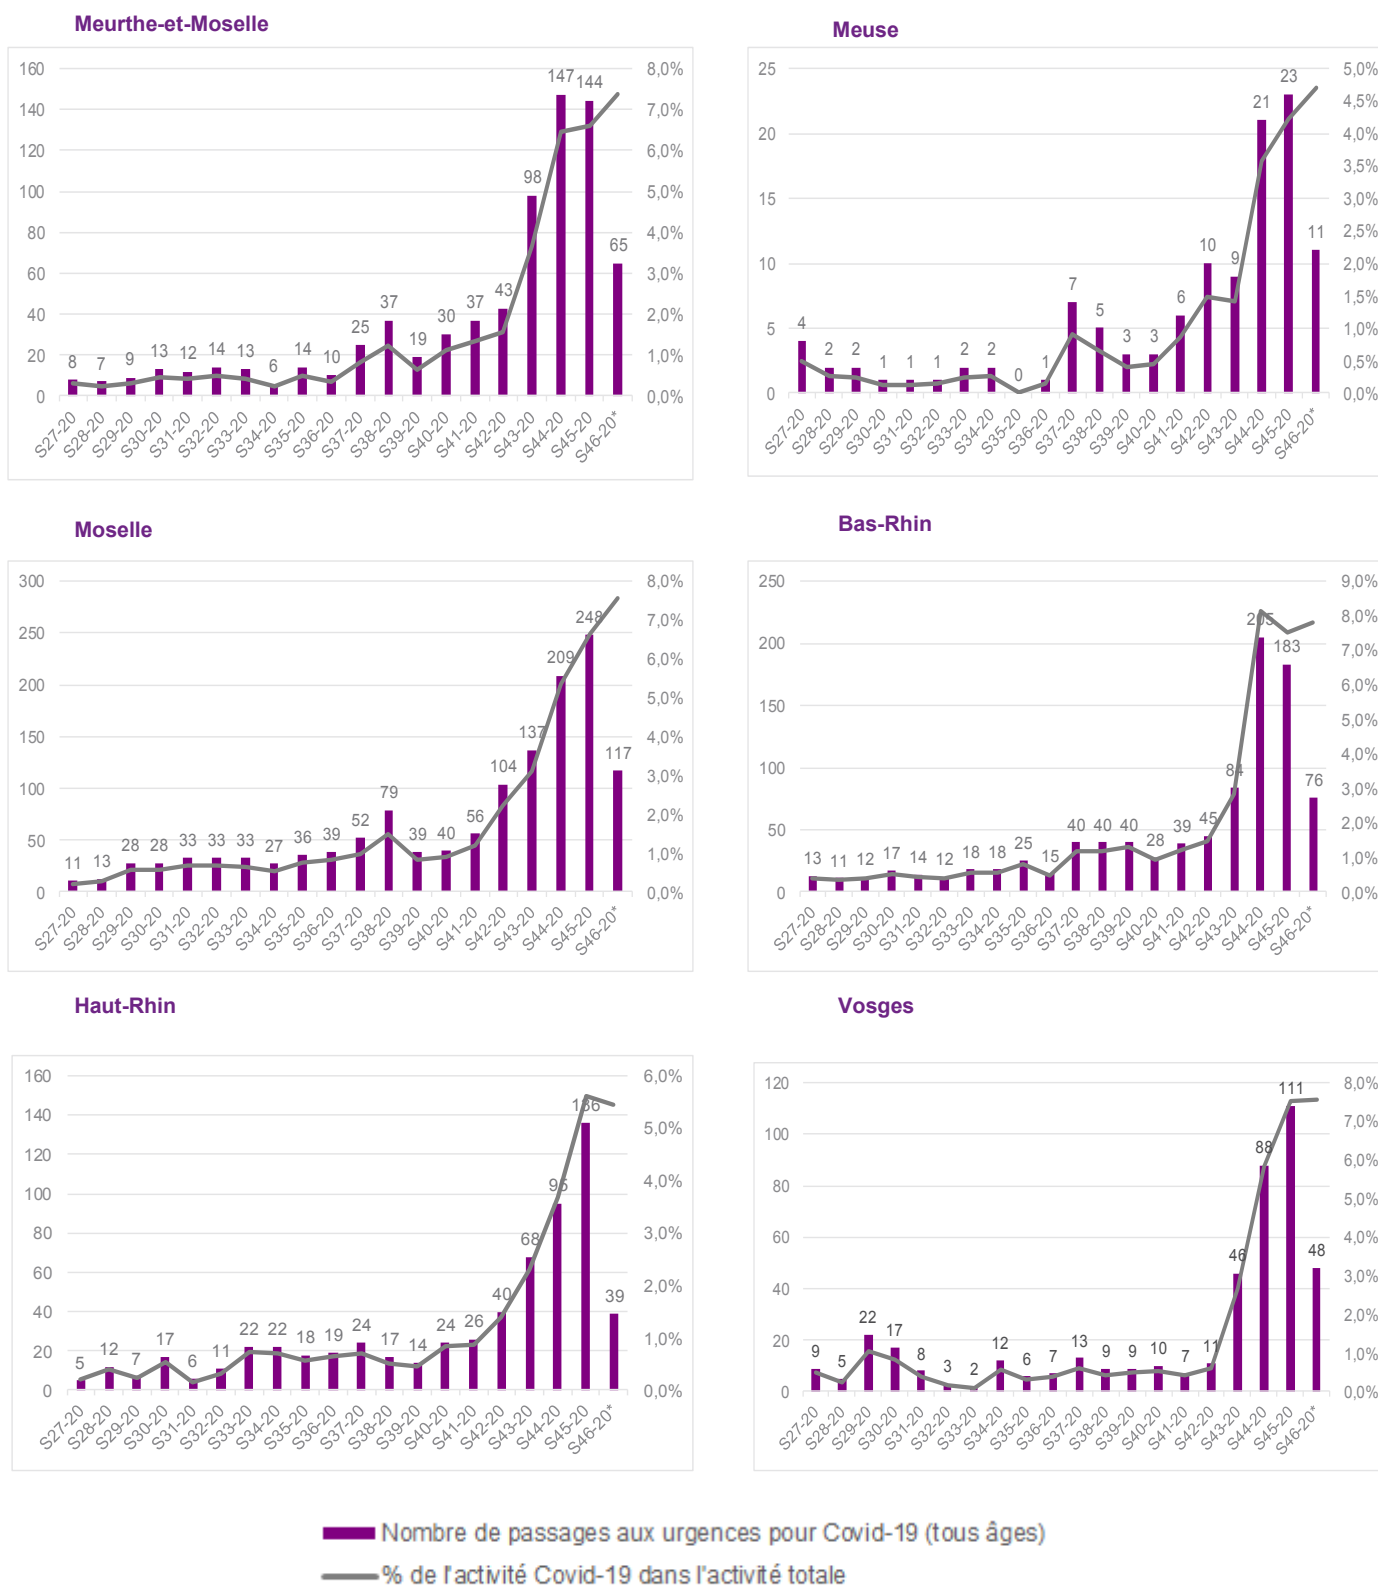 Meurthe-et-Moselle
160 8,0%
140 7,0%
120 6,0%
100 5,0%
80 4,0%
60 3,0%
40 2,0%
20 1,0%
0 0,0%
8 7 9 13 12 14 13 6 14 10 25 37 19 30 37 43 98 147 144 65
S27-20 S28-20 S29-20 S30-20 S31-20 S32-20 S33-20 S34-20 S35-20 S36-20 S37-20 S38-20 S39-20 S40-20 S41-20 S42-20 S43-20 S44-20 S45-20 S46-20*
Meuse
25 5,0%
4,5%
20 4,0%
3,5%
15 3,0%
2,5%
10 2,0%
1,5%
5 1,0%
0,5%
0 0,0%
4 2 2 1 1 1 2 2 0 1 7 5 3 3 6 10 9 21 23 11
S27-20 S28-20 S29-20 S30-20 S31-20 S32-20 S33-20 S34-20 S35-20 S36-20 S37-20 S38-20 S39-20 S40-20 S41-20 S42-20 S43-20 S44-20 S45-20 S46-20*
Moselle
300 8,0%
7,0%
250 6,0%
200 5,0%
150 4,0%
100 3,0%
2,0%
50 1,0%
0 0,0%
11 13 28 28 33 33 33 27 36 39 52 79 39 40 56 104 137 209 248 117
S27-20 S28-20 S29-20 S30-20 S31-20 S32-20 S33-20 S34-20 S35-20 S36-20 S37-20 S38-20 S39-20 S40-20 S41-20 S42-20 S43-20 S44-20 S45-20 S46-20*
Bas-Rhin
250 9,0%
8,0%
200 7,0%
6,0%
150 5,0%
100 4,0%
3,0%
50 2,0%
1,0%
0 0,0%
13 11 12 17 14 12 18 18 25 15 40 40 40 28 39 45 84 205 183 76
S27-20 S28-20 S29-20 S30-20 S31-20 S32-20 S33-20 S34-20 S35-20 S36-20 S37-20 S38-20 S39-20 S40-20 S41-20 S42-20 S43-20 S44-20 S45-20 S46-20*
Haut-Rhin
160 6,0%
140 5,0%
120
100 4,0%
80 3,0%
60
40 2,0%
20 1,0%
0 0,0%
5 12 7 17 6 11 22 22 18 19 24 17 14 24 26 40 68 95 136 39
S27-20 S28-20 S29-20 S30-20 S31-20 S32-20 S33-20 S34-20 S35-20 S36-20 S37-20 S38-20 S39-20 S40-20 S41-20 S42-20 S43-20 S44-20 S45-20 S46-20*
Vosges
120 8,0%
7,0%
100 6,0%
80 5,0%
60 4,0%
40 3,0%
2,0%
20 1,0%
0 0,0%
9 5 22 17 8 3 2 12 6 7 13 9 9 10 7 11 46 88 111 48
S27-20 S28-20 S29-20 S30-20 S31-20 S32-20 S33-20 S34-20 S35-20 S36-20 S37-20 S38-20 S39-20 S40-20 S41-20 S42-20 S43-20 S44-20 S45-20 S46-20*
Nombre de passages aux urgences pour Covid-19 (tous âges)
% de l'activité Covid-19 dans l'activité totale